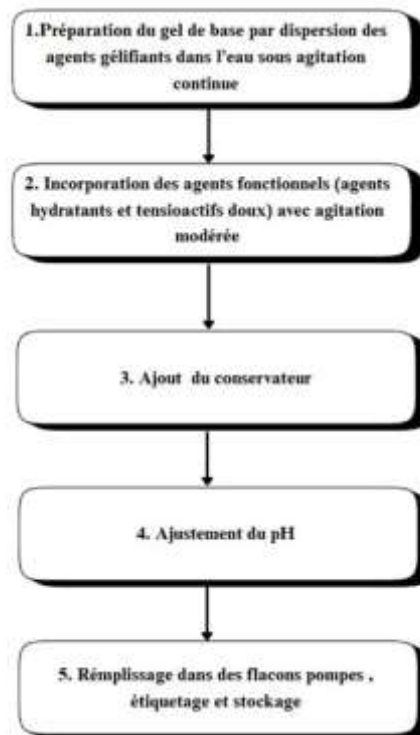 1.Préparation du gel de base par dispersion des
agents gélifiants dans l'eau sous agitation
continue
2. Incorporation des agents fonctionnels (agents
hydratants et tensioactifs doux) avec agitation
modérée
3. Ajout du conservateur
4. Ajustement du pH
5. Rémplissage dans des flacons pompes ,
étiquetage et stockage